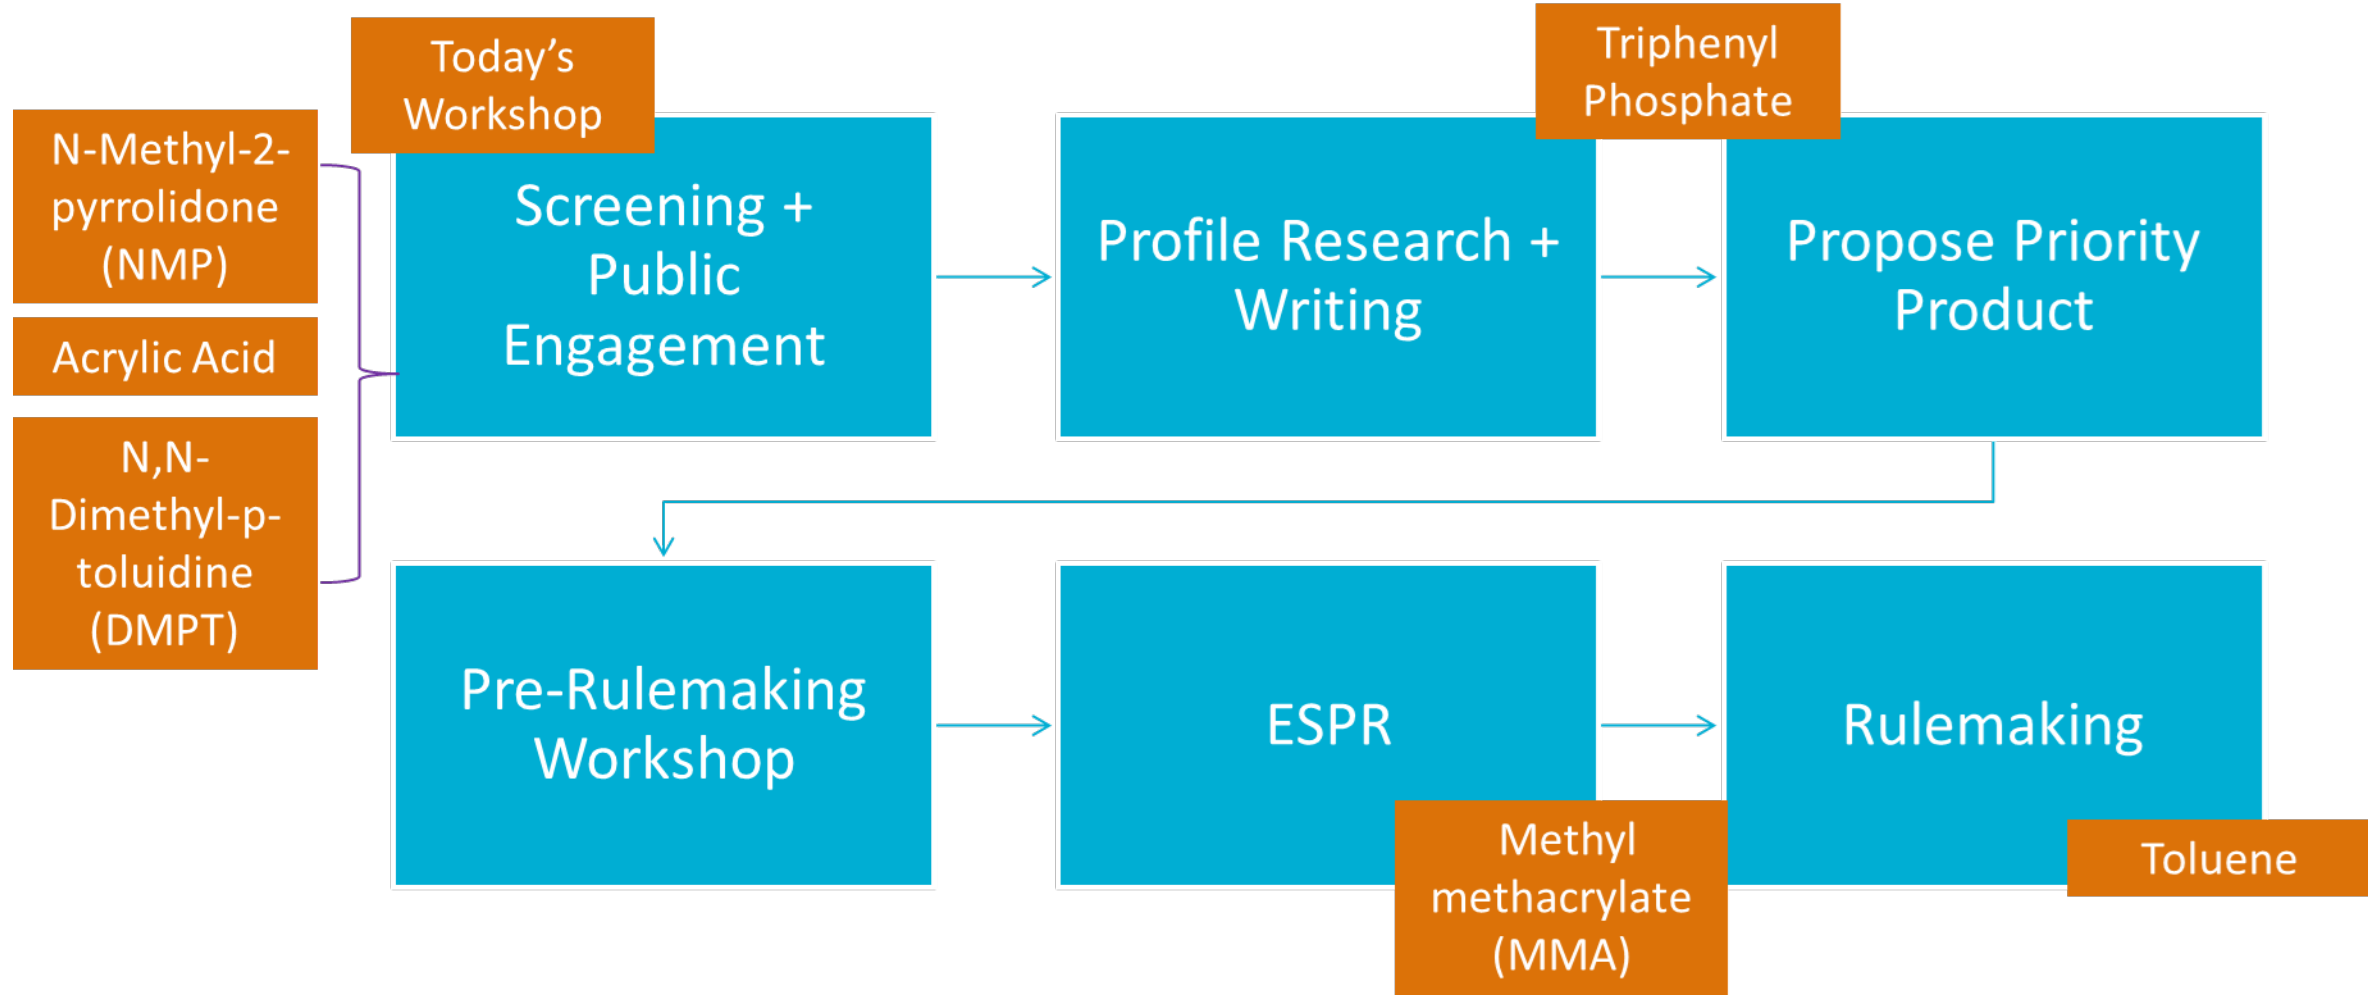 Today’s
Workshop
N-Methyl-2-
pyrrolidone
(NMP)
Acrylic Acid
N,N-
Dimethyl-p-
toluidine
(DMPT)
Screening +
Public
Engagement
Profile Research +
Writing
Triphenyl
Phosphate
Propose Priority
Product
Pre-Rulemaking
Workshop
ESPR
Methyl
methacrylate
(MMA)
Rulemaking
Toluene